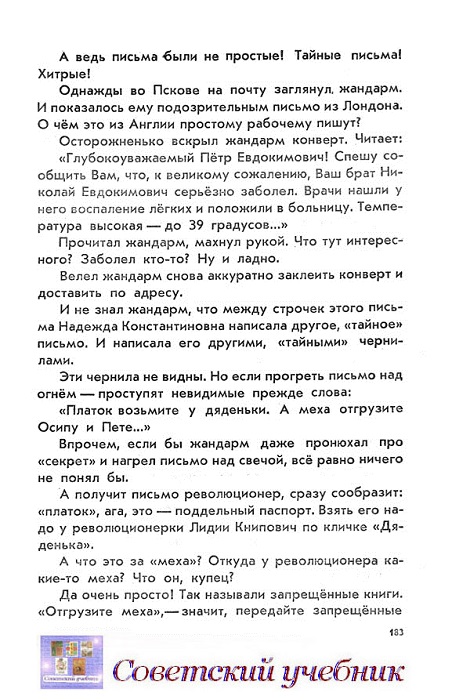 А ведь письма были не простые! Тайные письма!
Хитрые!
Однажды во Пскове на почту заглянул жандарм.
И показалось ему подозрительным письмо из Лондона.
О чём это из Англии простому рабочему пишут?
Осторожненько вскрыл жандарм конверт. Читает:
«Глубокоуважаемый Пётр Евдокимович! Спешу со-
общить Вам, что, к великому сожалению, Ваш брат Ни-
колай Евдокимович серьёзно заболел. Врачи нашли у
него воспаление лёгких и положили в больницу. Темпе-
ратура высокая — до 39 градусов...»
Прочитал жандарм, махнул рукой. Что тут интерес-
ного? Заболел кто-то? Ну и ладно.
Велел жандарм снова аккуратно заклеить конверт и
доставить по адресу.
И не знал жандарм, что между строчек этого пись-
ма Надежда Константиновна написала другое, «тайное»
письмо. И написала его другими, «тайными» черни-
лами.
Эти чернила не видны. Но если прогреть письмо над
огнём — проступят невидимые прежде слова:
«Платок возьмите у дяденьки. А меха отгрузите
Осипу и Пете...»
Впрочем, если бы жандарм даже пронюхал про
«секрет» и нагрел письмо над свечой, всё равно ничего
не понял бы.
А получит письмо революционер, сразу сообразит:
«платок», ага, это — поддельный паспорт. Взять его на-
до у революционерки Лидии Книпович по кличке «Дя-
денька».
А что это за «меха»? Откуда у революционера ка-
кие-то меха? Что он, купец?
Да очень просто! Так называли запрещённые книги.
«Отгрузите меха»,— значит, передайте запрещённые
183
Советский учебник
Советский учебник